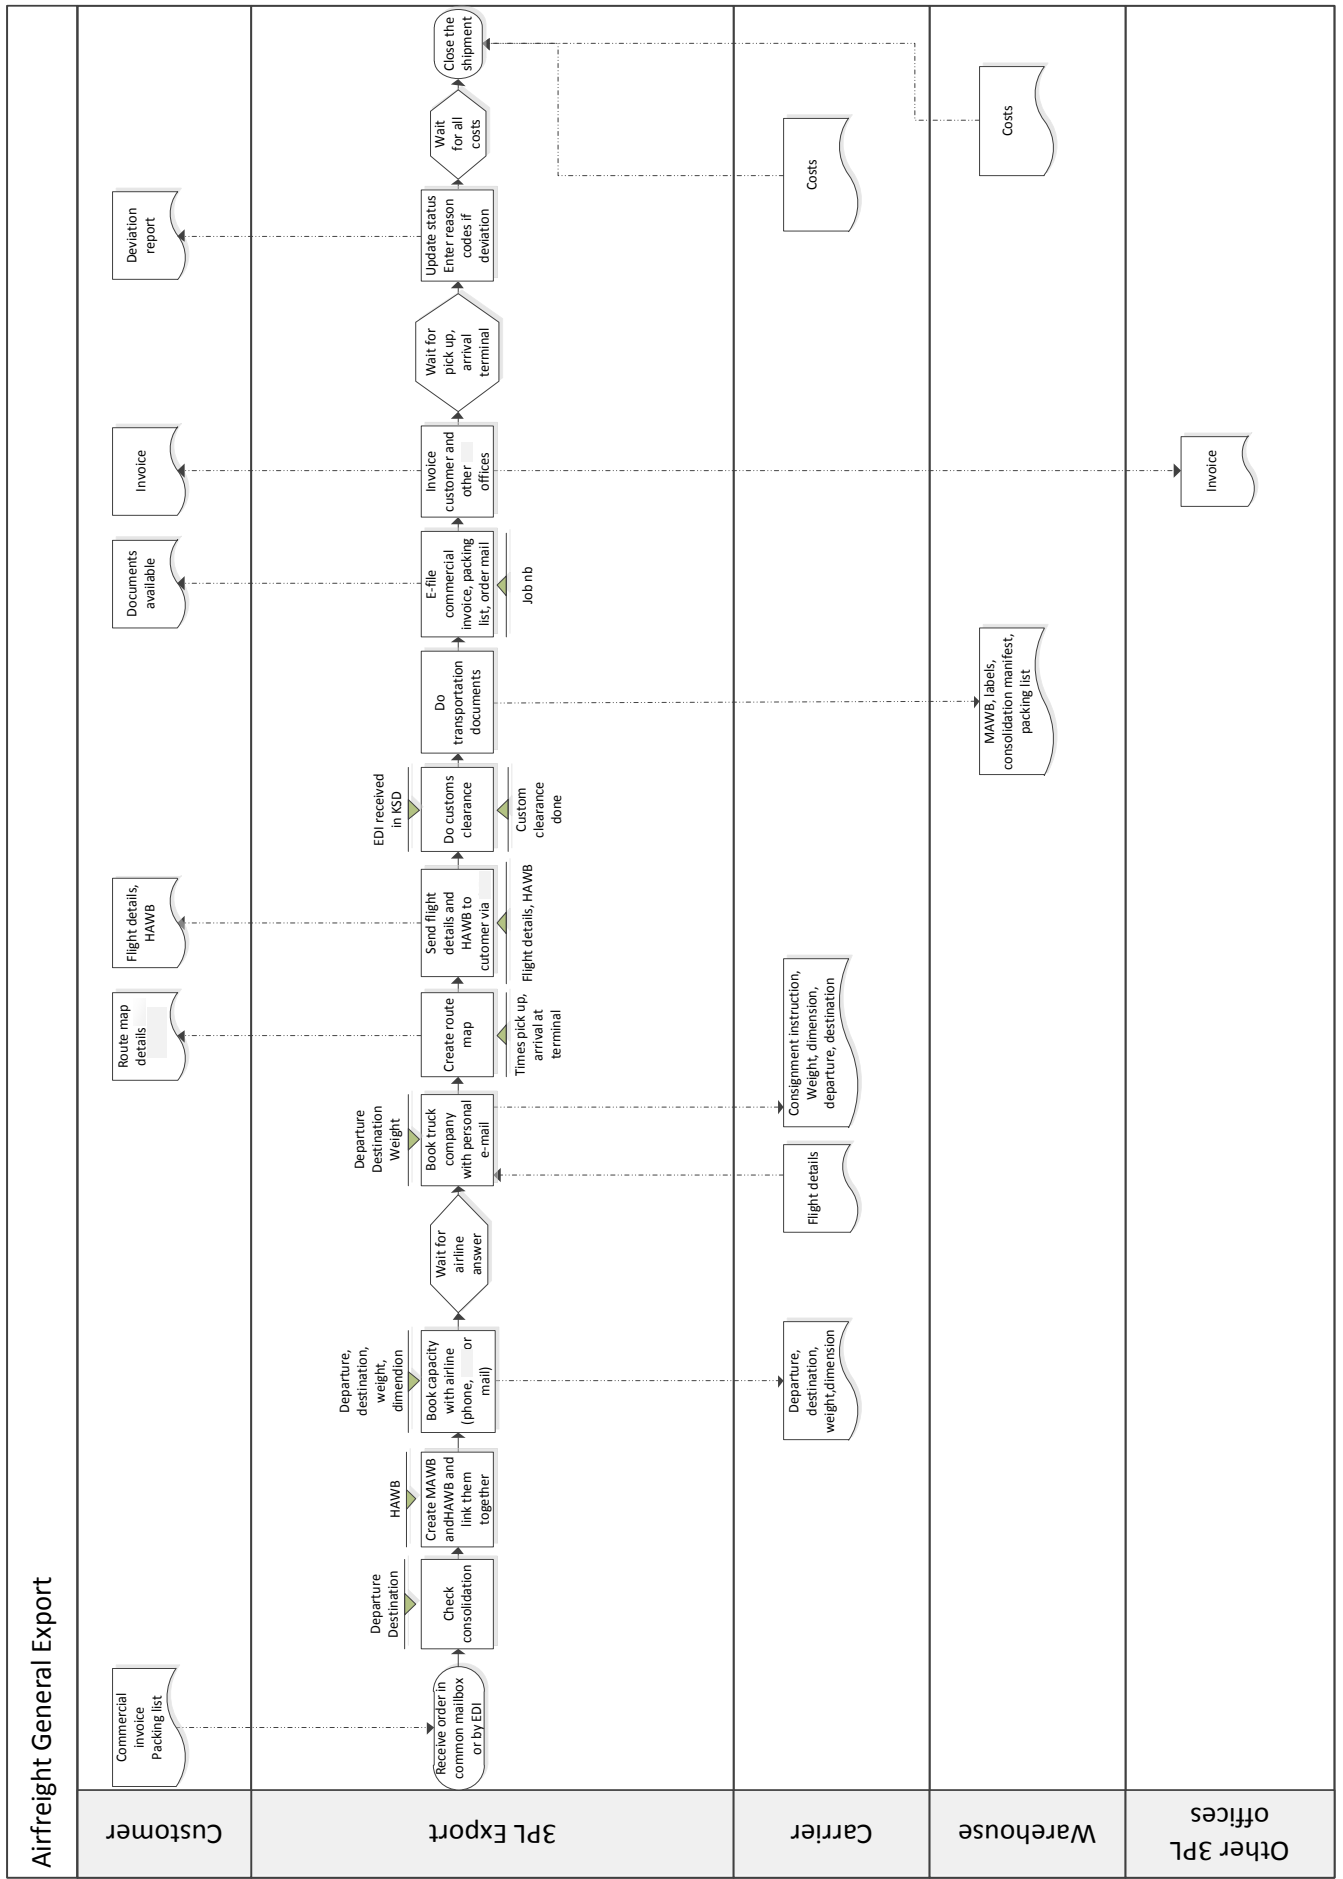 Airfreight General Export
Customer
Commercial
invoice
Packing list
Route map
details
Flight details,
HAWB
Documents
available
Invoice
Deviation
report
3PL Export
Receive order in
common mailbox
or by EDI
Departure
Destination
Check
consolidation
HAWB
Create MAWB
andHAWB and
link them
together
Departure,
destination,
weight,
dimendion
Book capacity
with airline
(phone, or
mail)
Wait for
airline
answer
Departure
Destination
Weight
Book truck
company
with personal
e-mail
Create route
map
Times pick up,
arrival at
terminal
Send flight
details and
HAWB to
cutomer via
Flight details, HAWB
EDI received
in KSD
Do customs
clearance
Custom
clearance
done
Do
transportation
documents
E-file
commercial
invoice, packing
list, order mail
Job nb
Invoice
customer and
other
offices
Wait for
pick up,
arrival
terminal
Update status
Enter reason
codes if
deviation
Wait
for all
costs
Close the
shipment
Carrier
Departure,
destination,
weight,dimension
Flight details
Consignment instruction,
Weight, dimension,
departure, destination
Costs
Warehouse
MAWB, labels,
consolidation manifest,
packing list
Costs
Other 3PL
offices
Invoice